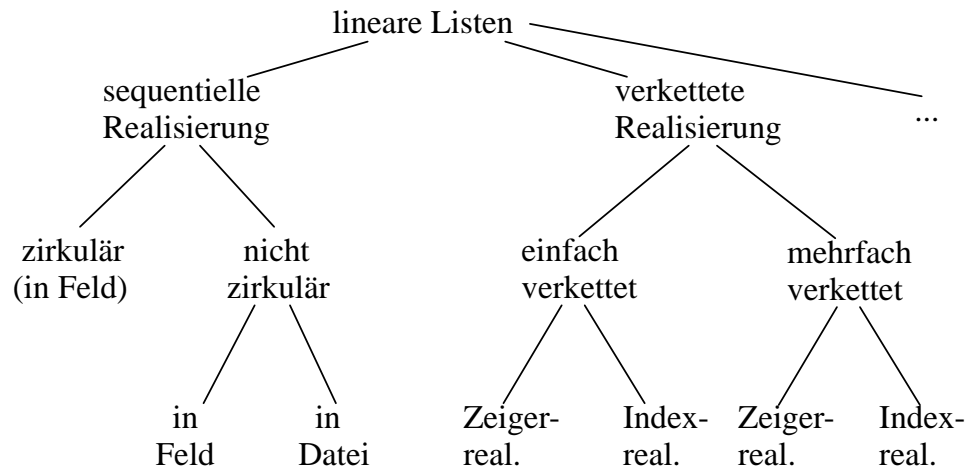 lineare Listen
sequentielle
Realisierung
verkettete
Realisierung
...
zirkulär
(in Feld)
nicht
zirkulär
einfach
verkettet
mehrfach
verkettet
in
Feld
in
Datei
Zeiger-
real.
Index-
real.
Zeiger-
real.
Index-
real.